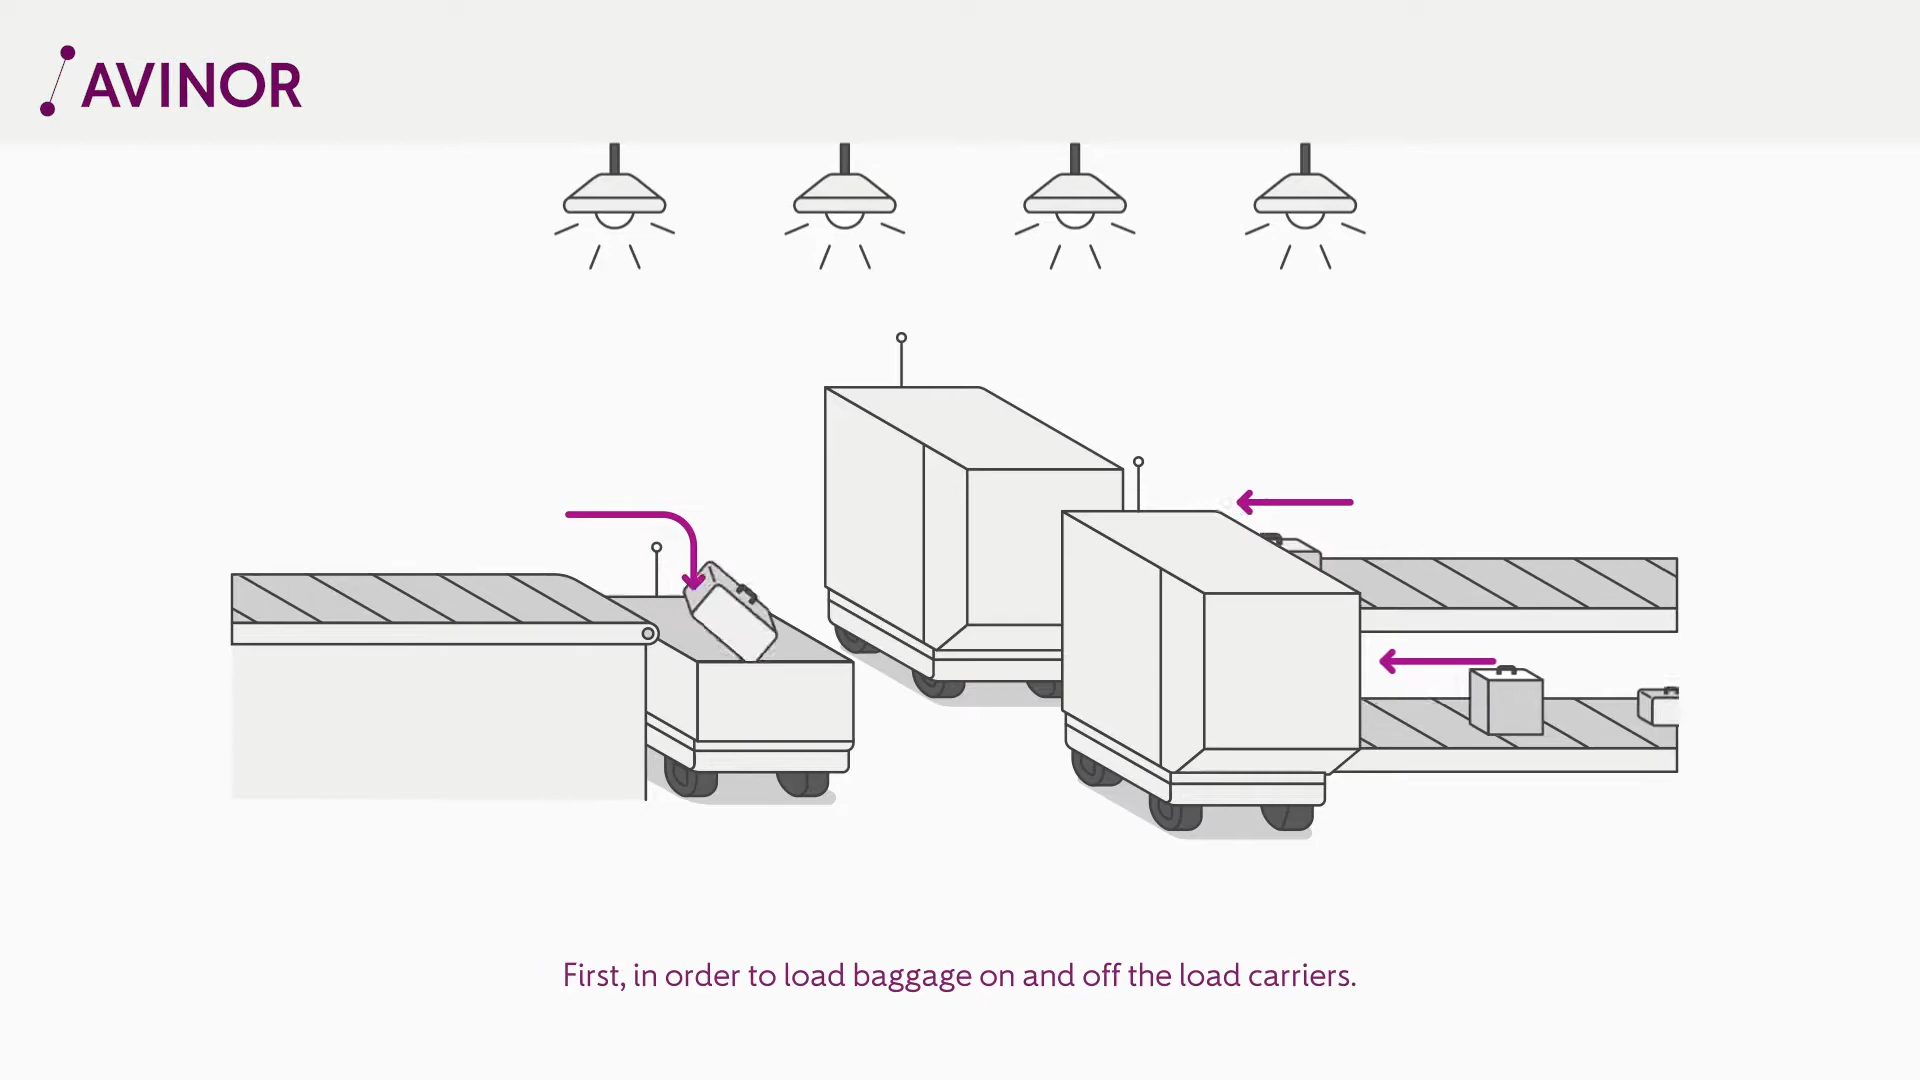 AVINOR
First, in order to load baggage on and off the load carriers.